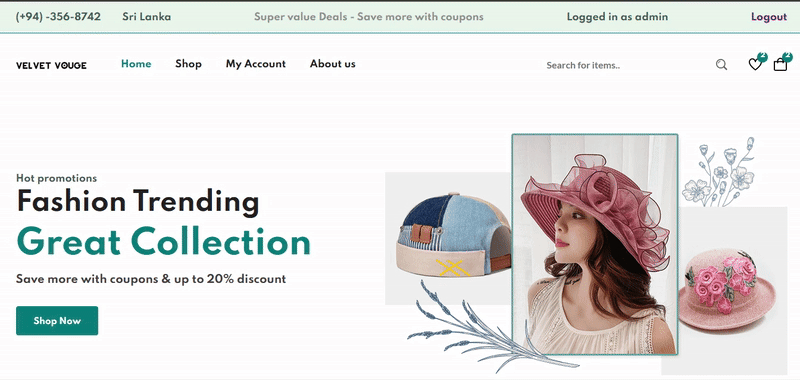 (+94) -356-8742 Sri Lanka Super value Deals - Save more with coupons Logged in as admin Logout
VELVET VOUGE Home Shop My Account About us Search for items.. 2 2
Hot promotions
Fashion Trending
Great Collection
Save more with coupons & up to 20% discount
Shop Now